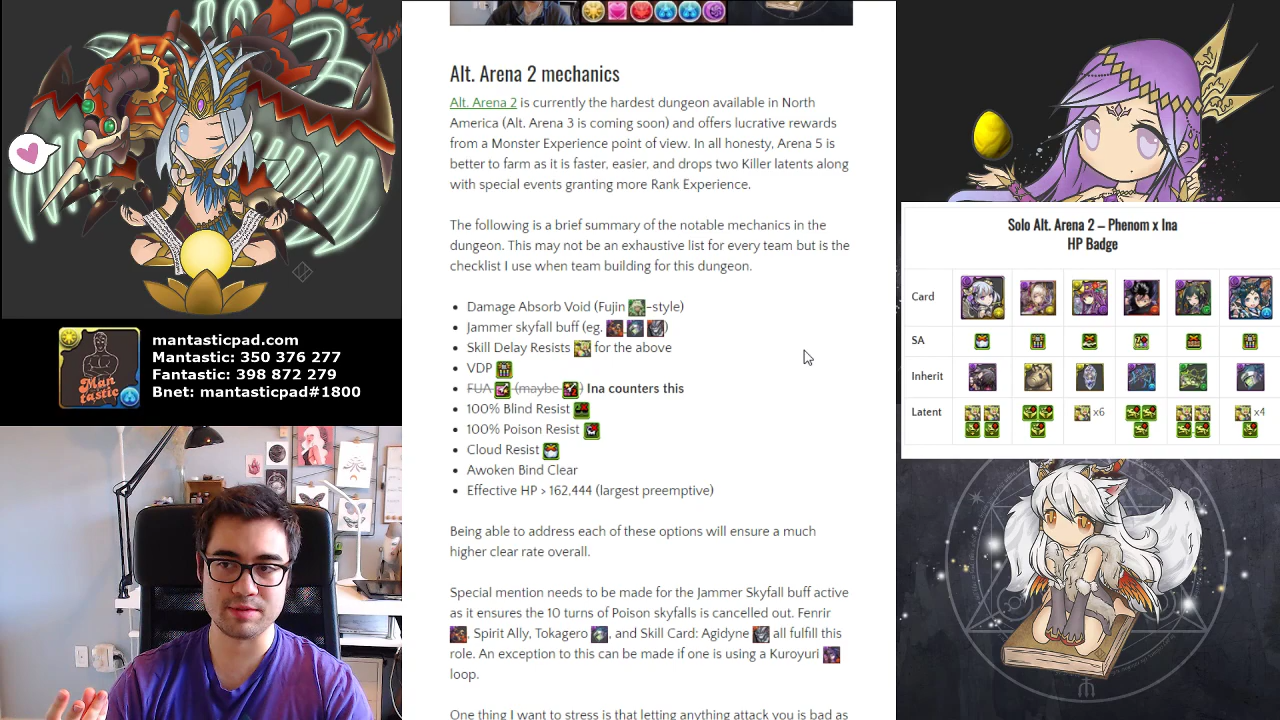 mantasticpad.com
Mantastic: 350 376 277
Fantastic: 398 872 279
Bnet: mantasticpad#1800
Man
tastic
Alt. Arena 2 mechanics
Alt. Arena 2 is currently the hardest dungeon available in North
America (Alt. Arena 3 is coming soon) and offers lucrative rewards
from a Monster Experience point of view. In all honesty, Arena 5 is
better to farm as it is faster, easier, and drops two Killer latents along
with special events granting more Rank Experience.
The following is a brief summary of the notable mechanics in the
dungeon. This may not be an exhaustive list for every team but is the
checklist I use when team building for this dungeon.
Damage Absorb Void (Fujin -style)
Jammer skyfall buff (eg. )
Skill Delay Resists for the above
VDP
FUA (maybe ) Ina counters this
100% Blind Resist
100% Poison Resist
Cloud Resist
Awoken Bind Clear
Effective HP > 162,444 (largest preemptive)
Being able to address each of these options will ensure a much
higher clear rate overall.
Special mention needs to be made for the Jammer Skyfall buff active
as it ensures the 10 turns of Poison skyfalls is cancelled out. Fenrir
, Spirit Ally, Tokagero , and Skill Card: Agidyne all fulfill this
role. An exception to this can be made if one is using a Kuroyuri
loop.
One thing I want to stress is that letting anything attack you is bad as
Solo Alt. Arena 2 – Phenom x Ina
HP Badge
Card
SA
Inherit
Latent
x6
x4